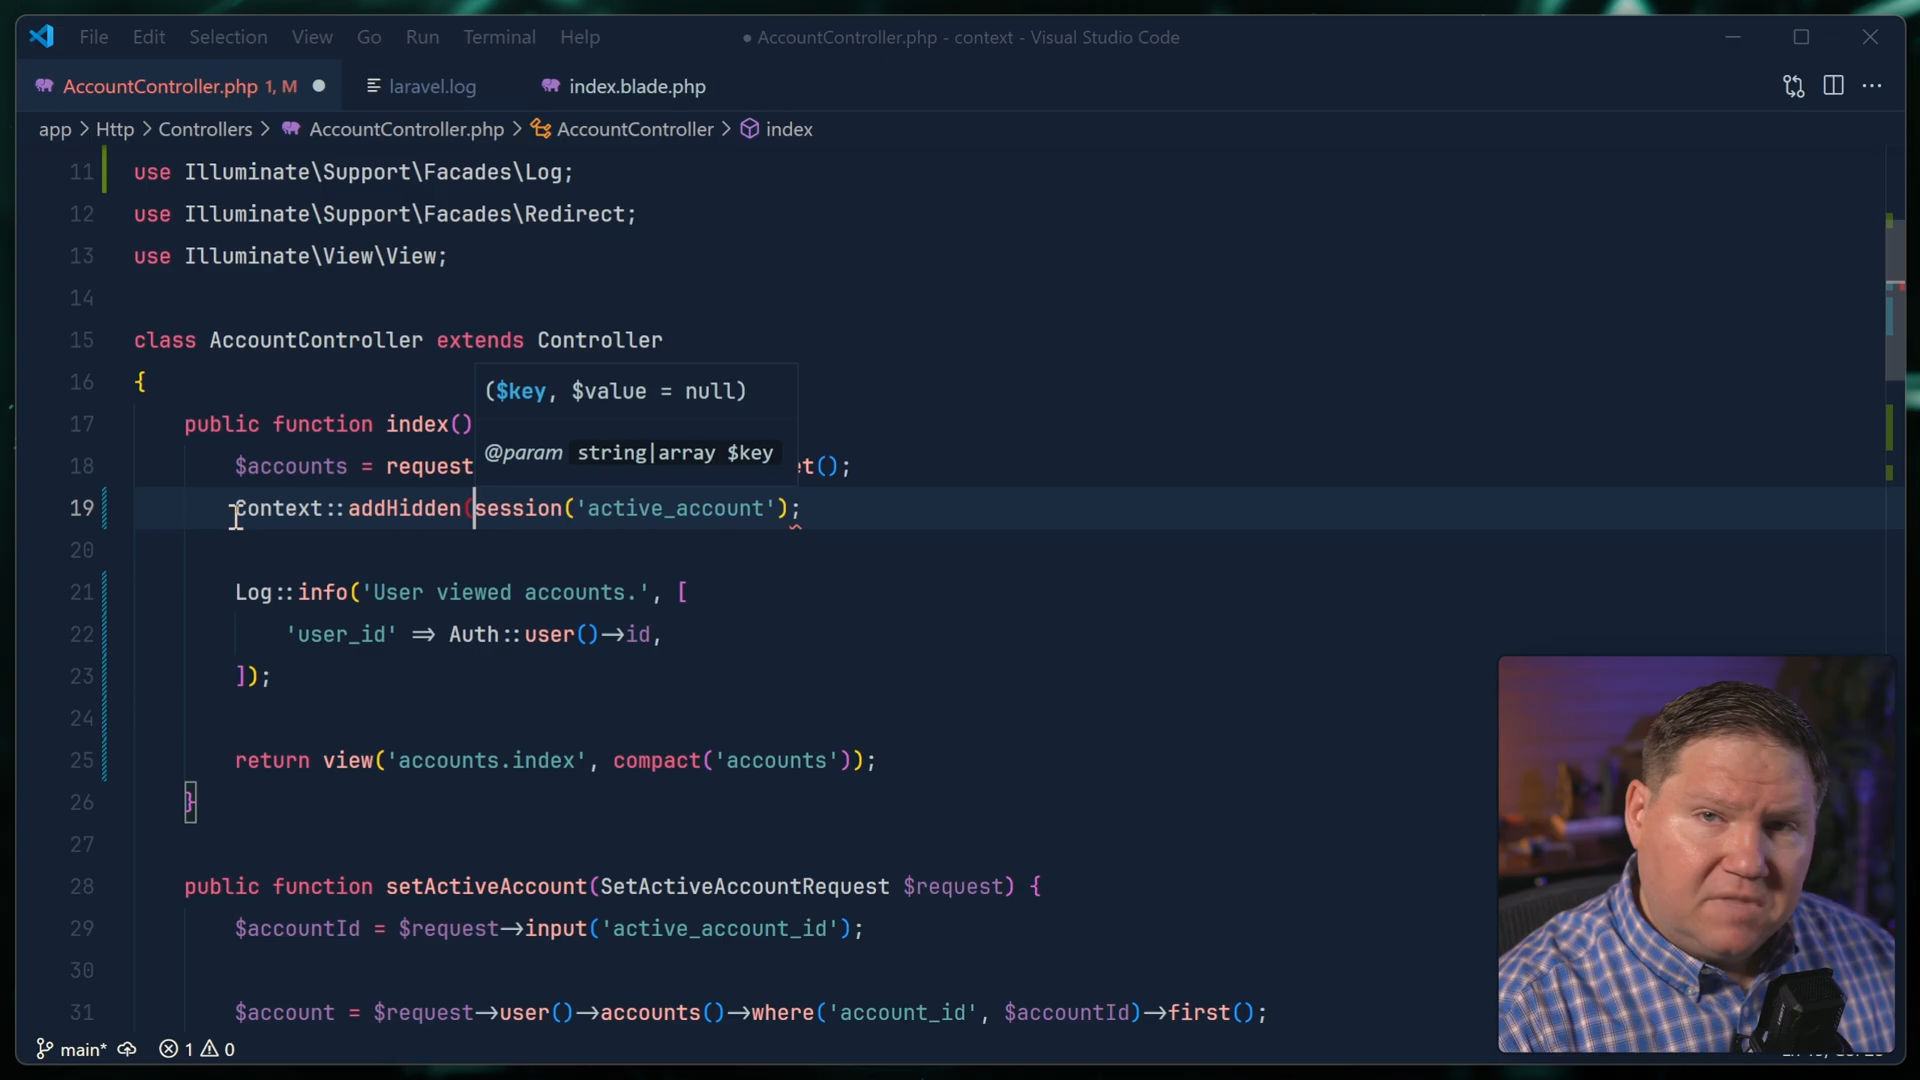 File Edit Selection View Go Run Terminal Help AccountController.php - context - Visual Studio Code
AccountController.php 1, M laravel.log index.blade.php
app > Http > Controllers > AccountController.php > AccountController > index
11 use Illuminate\Support\Facades\Log;
12 use Illuminate\Support\Facades\Redirect;
13 use Illuminate\View\View;
14
15 class AccountController extends Controller
16 {
($key, $value = null)
17 public function index()
@param string|array $key
18 $accounts = request et();
19 Context::addHidden(session('active_account');
20
21 Log::info('User viewed accounts.', [
22 'user_id' => Auth::user()->id,
23 ]);
24
25 return view('accounts.index', compact('accounts'));
26 }
27
28 public function setActiveAccount(SetActiveAccountRequest $request) {
29 $accountId = $request->input('active_account_id');
30
31 $account = $request->user()->accounts()->where('account_id', $accountId)->first();
main* 1 0